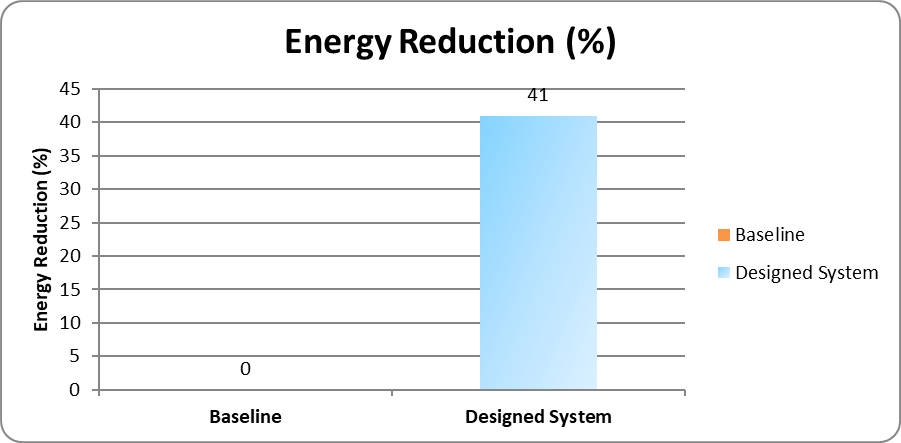 Energy Reduction (%)
Energy Reduction (%)
45
40
35
30
25
20
15
10
5
0
41
0
Baseline
Designed System
Baseline
Designed System